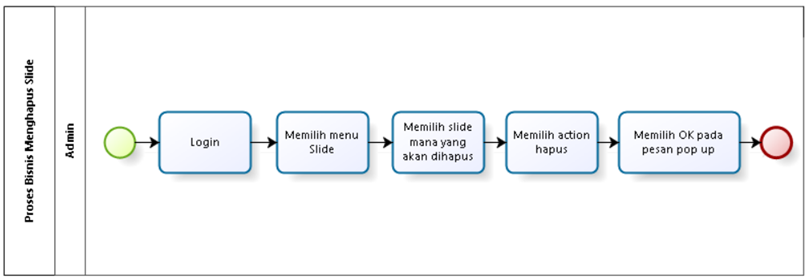 Proses Bisnis Menghapus Slide
Admin
Login
Memilih menu
Slide
Memilih slide
mana yang
akan dihapus
Memilih action
hapus
Memilih OK pada
pesan pop up